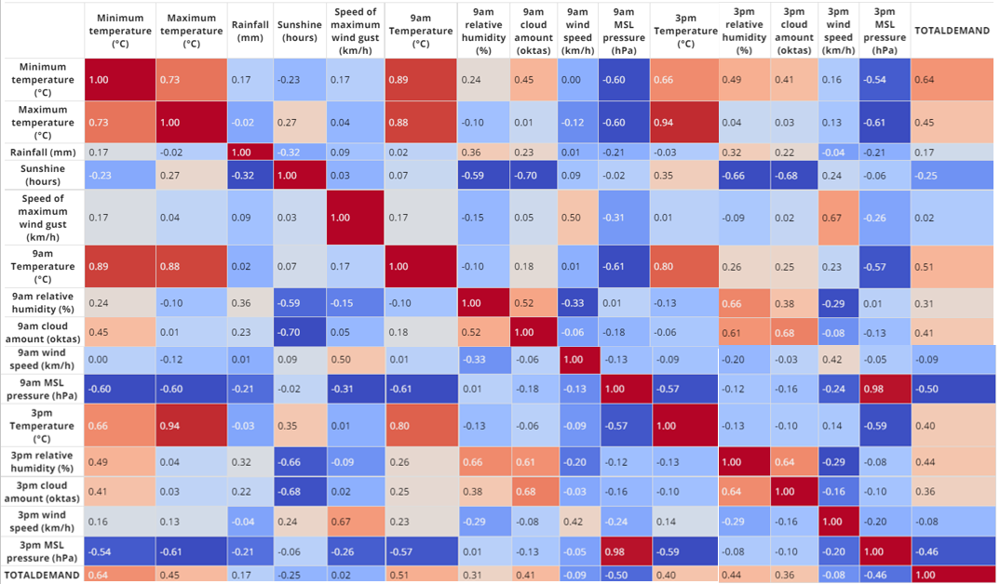 Minimum temperature (°C) Maximum temperature (°C) Rainfall (mm) Sunshine (hours) Speed of maximum wind gust (km/h) 9am Temperature (°C) 9am relative humidity (%) 9am cloud amount (oktas) 9am wind speed (km/h) 9am MSL pressure (hPa) 3pm Temperature (°C) 3pm relative humidity (%) 3pm cloud amount (oktas) 3pm wind speed (km/h) 3pm MSL pressure (hPa) TOTALDEMAND
Minimum temperature (°C) 1.00 0.73 0.17 -0.23 0.17 0.89 0.24 0.45 0.00 -0.60 0.66 0.49 0.41 0.16 -0.54 0.64
Maximum temperature (°C) 0.73 1.00 -0.02 0.27 0.04 0.88 -0.10 0.01 -0.12 -0.60 0.94 0.04 0.03 0.13 -0.61 0.45
Rainfall (mm) 0.17 -0.02 1.00 -0.32 0.09 0.02 0.36 0.23 0.01 -0.21 -0.03 0.32 0.22 -0.04 -0.21 0.17
Sunshine (hours) -0.23 0.27 -0.32 1.00 0.03 0.07 -0.59 -0.70 0.09 -0.02 0.35 -0.66 -0.68 0.24 -0.06 -0.25
Speed of maximum wind gust (km/h) 0.17 0.04 0.09 0.03 1.00 0.17 -0.15 0.05 0.50 -0.31 0.01 -0.09 0.02 0.67 -0.26 0.02
9am Temperature (°C) 0.89 0.88 0.02 0.07 0.17 1.00 -0.10 0.18 0.01 -0.61 0.80 0.26 0.25 0.23 -0.57 0.51
9am relative humidity (%) 0.24 -0.10 0.36 -0.59 -0.15 -0.10 1.00 0.52 -0.33 0.01 -0.13 0.66 0.38 -0.29 0.01 0.31
9am cloud amount (oktas) 0.45 0.01 0.23 -0.70 0.05 0.18 0.52 1.00 -0.06 -0.18 -0.06 0.61 0.68 -0.08 -0.13 0.41
9am wind speed (km/h) 0.00 -0.12 0.01 0.09 0.50 0.01 -0.33 -0.06 1.00 -0.13 -0.09 -0.20 -0.03 0.42 -0.05 -0.09
9am MSL pressure (hPa) -0.60 -0.60 -0.21 -0.02 -0.31 -0.61 0.01 -0.18 -0.13 1.00 -0.57 -0.12 -0.16 -0.24 0.98 -0.50
3pm Temperature (°C) 0.66 0.94 -0.03 0.35 0.01 0.80 -0.13 -0.06 -0.09 -0.57 1.00 -0.13 -0.10 0.14 -0.59 0.40
3pm relative humidity (%) 0.49 0.04 0.32 -0.66 -0.09 0.26 0.66 0.61 -0.20 -0.12 -0.13 1.00 0.64 -0.29 -0.08 0.44
3pm cloud amount (oktas) 0.41 0.03 0.22 -0.68 0.02 0.25 0.38 0.68 -0.03 -0.16 -0.10 0.64 1.00 -0.16 -0.10 0.36
3pm wind speed (km/h) 0.16 0.13 -0.04 0.24 0.67 0.23 -0.29 -0.08 0.42 -0.24 0.14 -0.29 -0.16 1.00 -0.20 -0.08
3pm MSL pressure (hPa) -0.54 -0.61 -0.21 -0.06 -0.26 -0.57 0.01 -0.13 -0.05 0.98 -0.59 -0.08 -0.10 -0.20 1.00 -0.46
TOTALDEMAND 0.64 0.45 0.17 -0.25 0.02 0.51 0.31 0.41 -0.09 -0.50 0.40 0.44 0.36 -0.08 -0.46 1.00